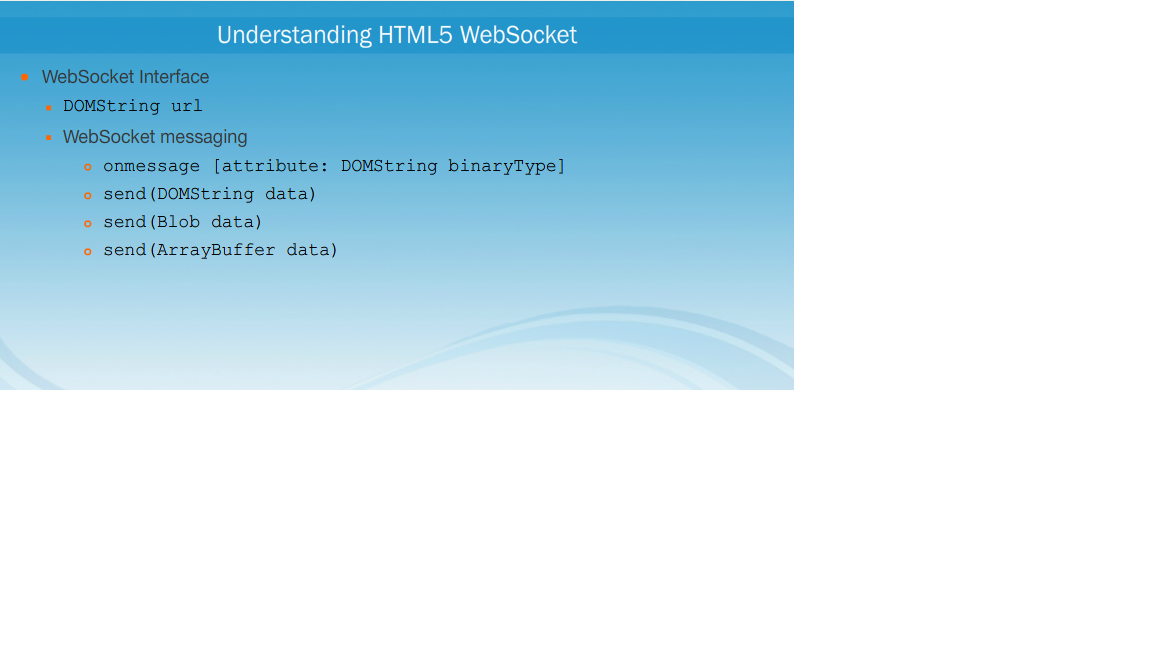 Understanding HTML5 WebSocket
WebSocket Interface
DOMString url
WebSocket messaging
onmessage [attribute: DOMString binaryType]
send(DOMString data)
send(Blob data)
send(ArrayBuffer data)